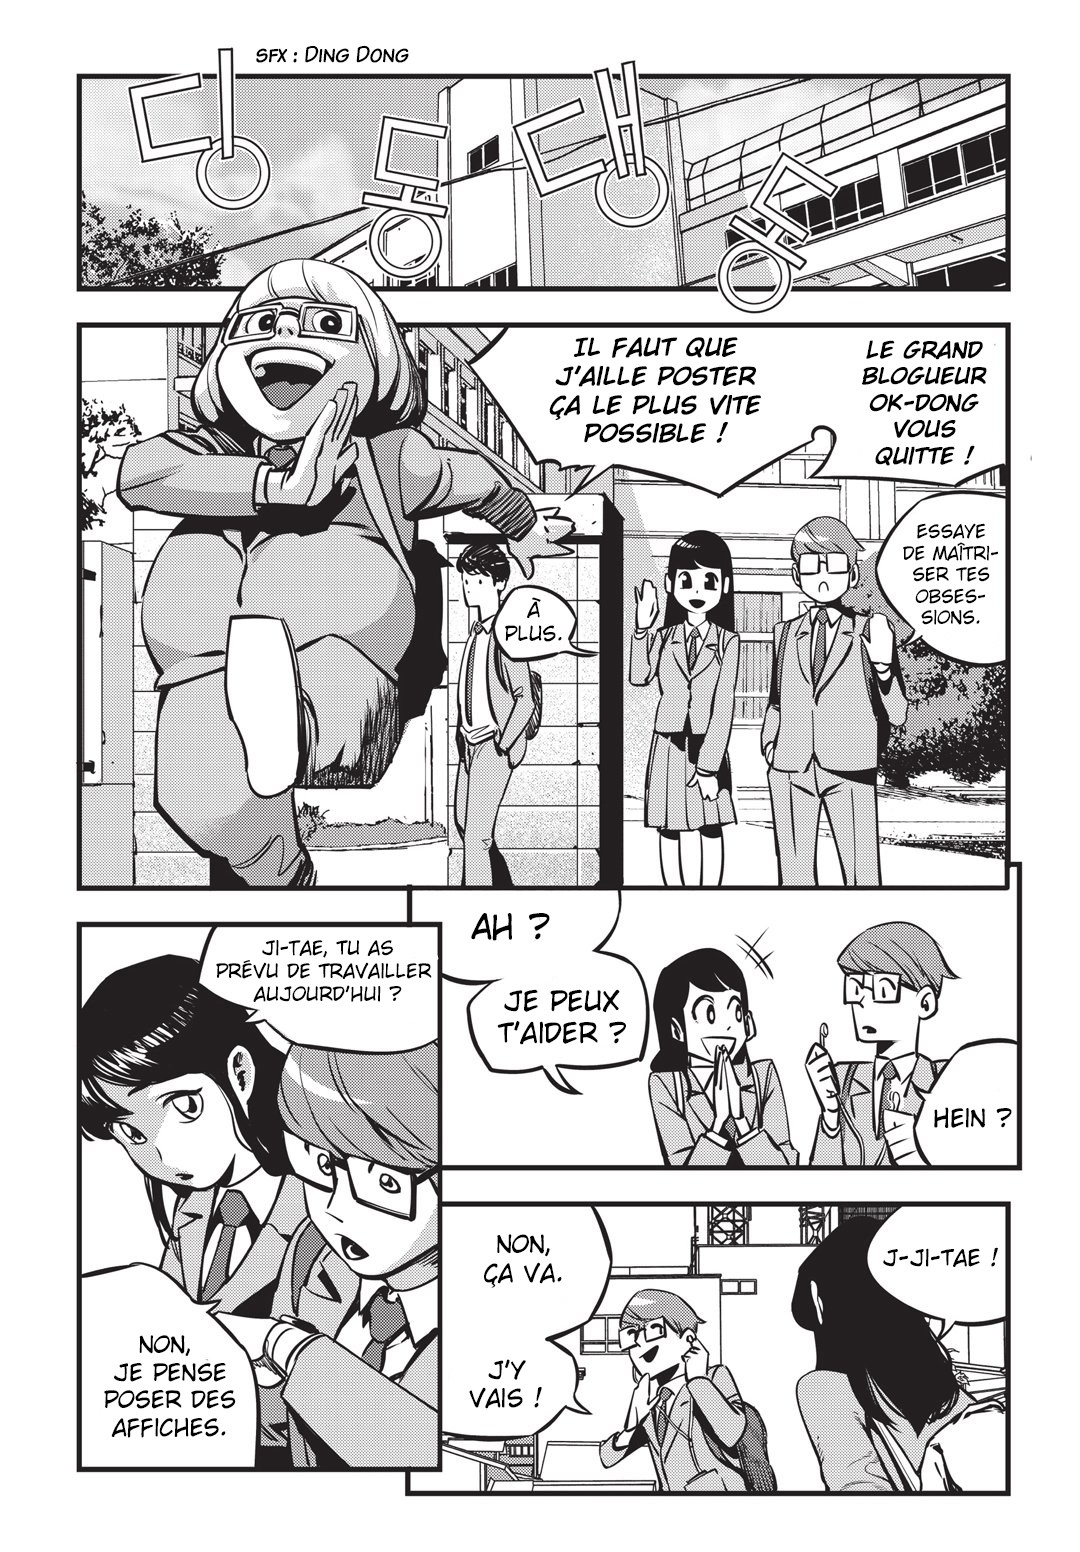 SFX : DING DONG
딩 동 댕 동
IL FAUT QUE
J'AILLE POSTER
ÇA LE PLUS VITE
POSSIBLE !
LE GRAND
BLOGUEUR
OK-DONG
VOUS
QUITTE !
À
PLUS.
ESSAYE
DE MAÎTRI-
SER TES
OBSES-
SIONS.
JI-TAE, TU AS
PRÉVU DE TRAVAILLER
AUJOURD'HUI ?
NON,
JE PENSE
POSER DES
AFFICHES.
AH ?
JE PEUX
T'AIDER ?
HEIN ?
NON,
ÇA VA.
J'Y
VAIS !
J-JI-TAE !